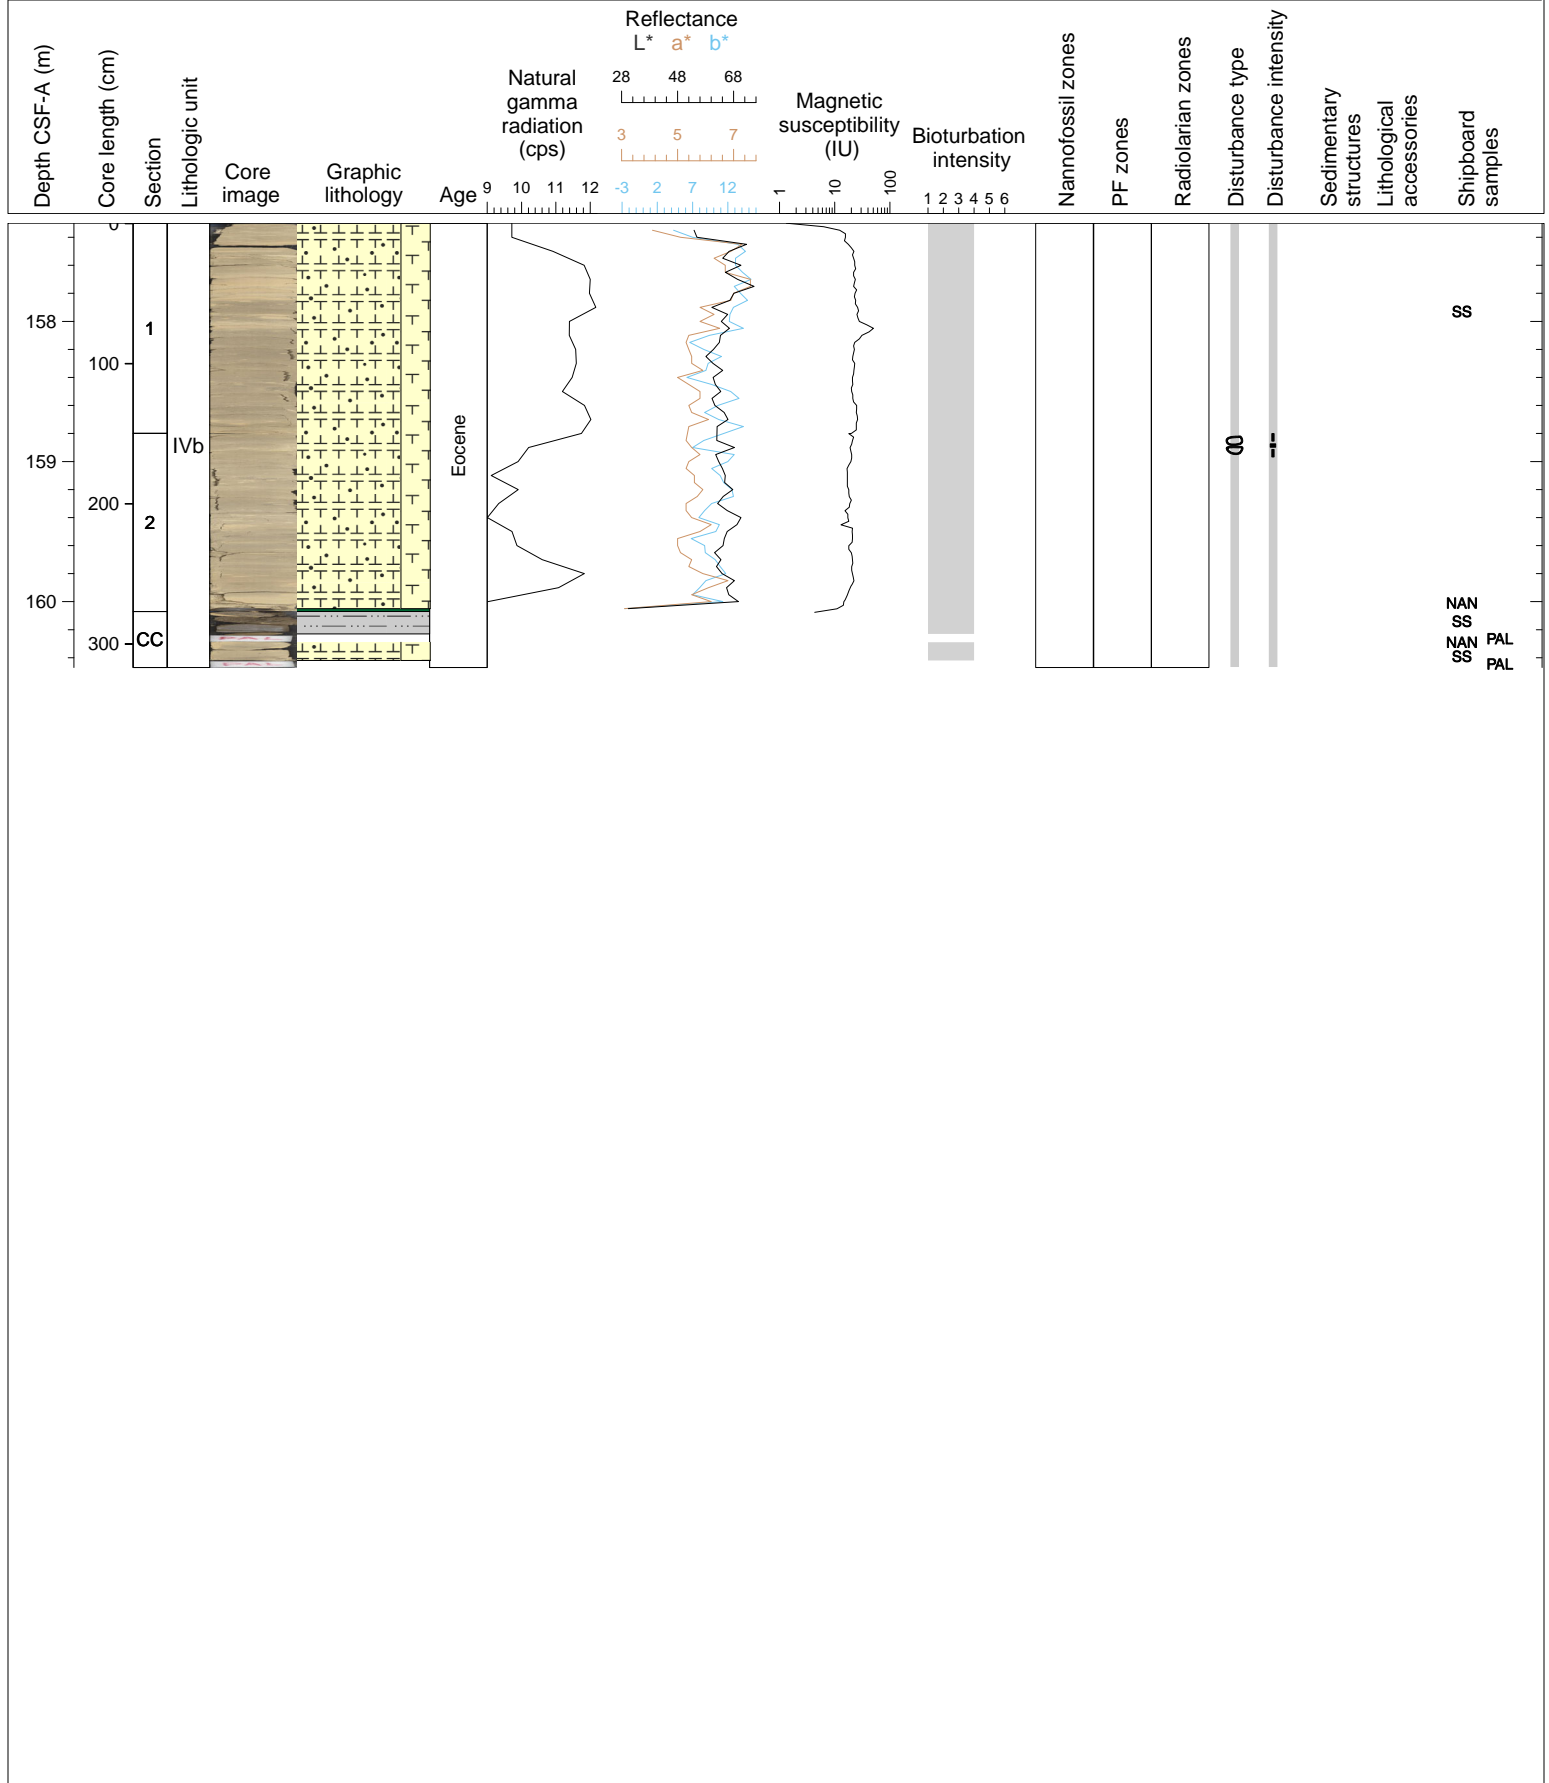 Depth CSF-A (m)
Core length (cm)
Section
Lithologic unit
Core
image
Graphic
lithology
Age
Natural
gamma
radiation
(cps)
9 10 11 12
Reflectance
L* a* b*
28 48 68
3 5 7
-3 2 7 12
Magnetic
susceptibility
(IU)
1 10 100
Bioturbation
intensity
1 2 3 4 5 6
Nannofossil zones
PF zones
Radiolarian zones
Disturbance type
Disturbance intensity
Sedimentary
structures
Lithological
accessories
Shipboard
samples
0
158
1
SS
100
IVb
Eocene
159
200
2
160
NAN
SS
CC
300
NAN PAL
SS
PAL